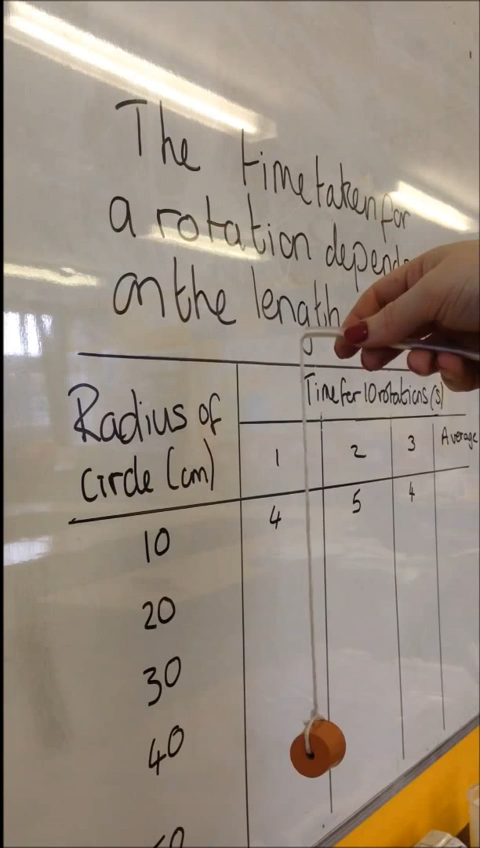 The time taken for
a rotation depends
on the length
Radius of circle (cm) Time for 10 rotations (s)
1 2 3 Average
10 4 5 4
20
30
40